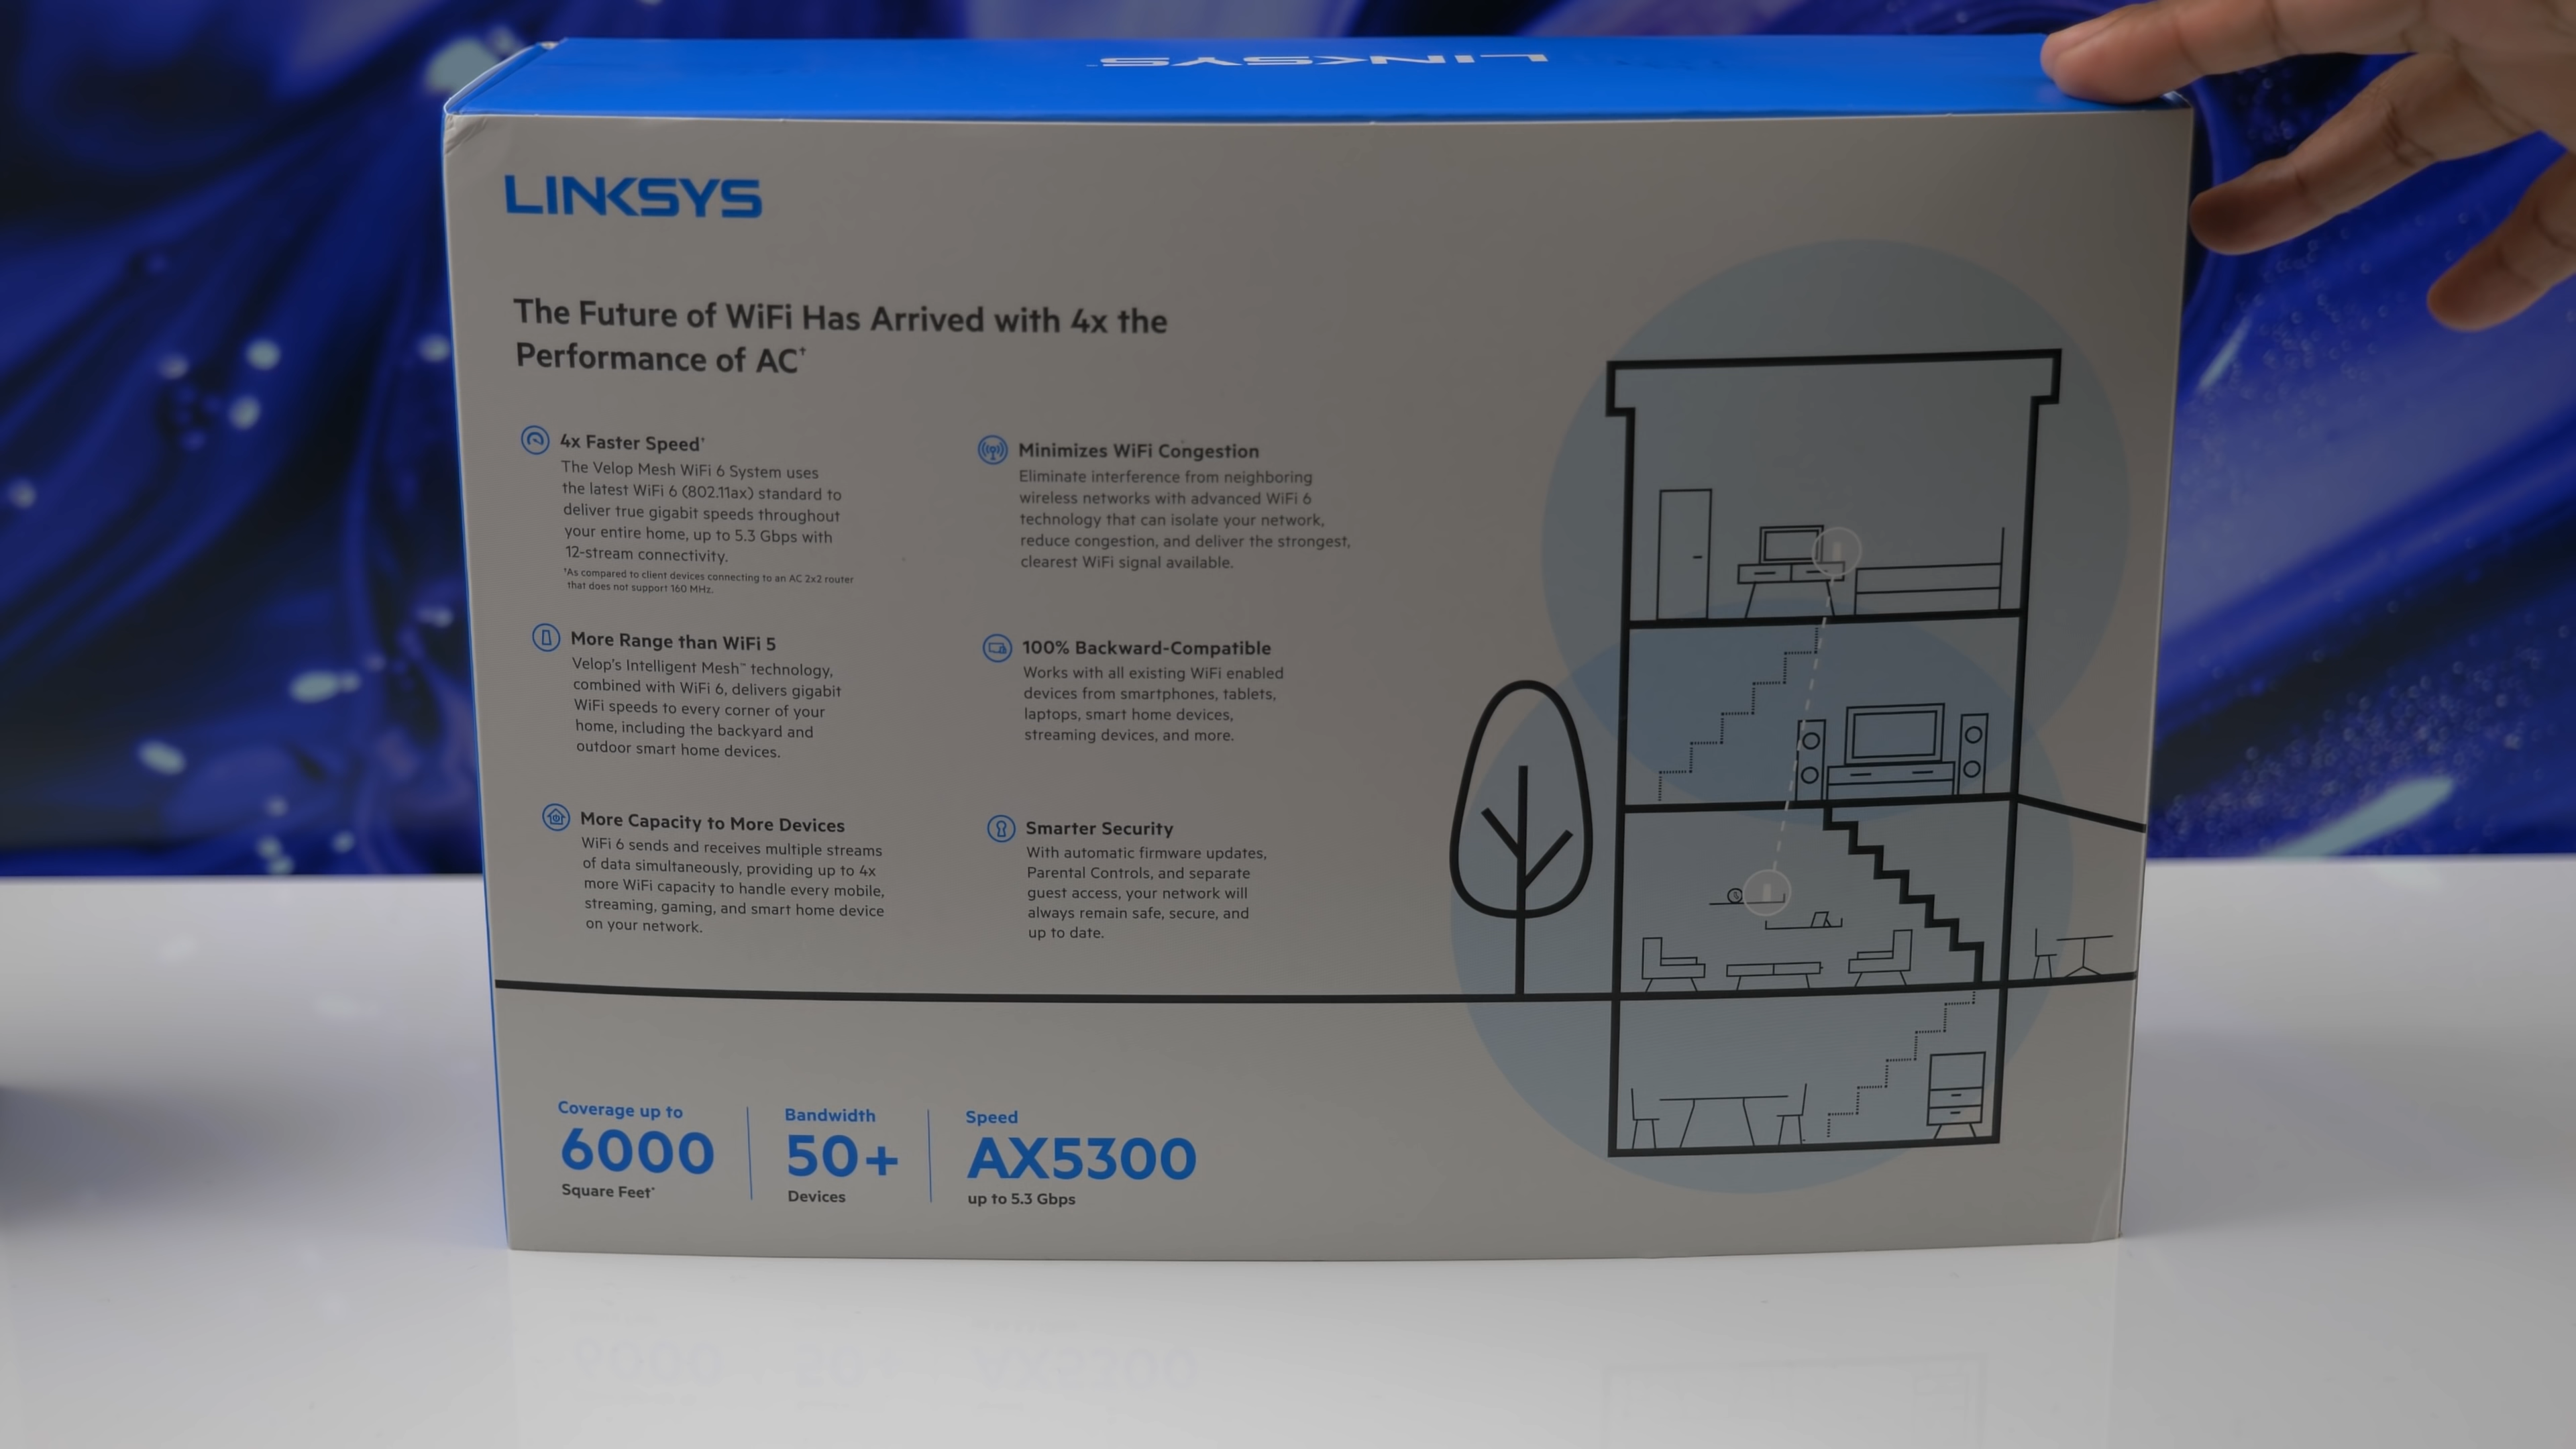 LINKSYS
LINKSYS
The Future of WiFi Has Arrived with 4x the
Performance of AC†
4x Faster Speed†
The Velop Mesh WiFi 6 System uses
the latest WiFi 6 (802.11ax) standard to
deliver true gigabit speeds throughout
your entire home, up to 5.3 Gbps with
12-stream connectivity.
†As compared to client devices connecting to an AC 2x2 router
that does not support 160 MHz.
More Range than WiFi 5
Velop's Intelligent Mesh™ technology,
combined with WiFi 6, delivers gigabit
WiFi speeds to every corner of your
home, including the backyard and
outdoor smart home devices.
More Capacity to More Devices
WiFi 6 sends and receives multiple streams
of data simultaneously, providing up to 4x
more WiFi capacity to handle every mobile,
streaming, gaming, and smart home device
on your network.
Minimizes WiFi Congestion
Eliminate interference from neighboring
wireless networks with advanced WiFi 6
technology that can isolate your network,
reduce congestion, and deliver the strongest,
clearest WiFi signal available.
100% Backward-Compatible
Works with all existing WiFi enabled
devices from smartphones, tablets,
laptops, smart home devices,
streaming devices, and more.
Smarter Security
With automatic firmware updates,
Parental Controls, and separate
guest access, your network will
always remain safe, secure, and
up to date.
Coverage up to
6000
Square Feet*
Bandwidth
50+
Devices
Speed
AX5300
up to 5.3 Gbps